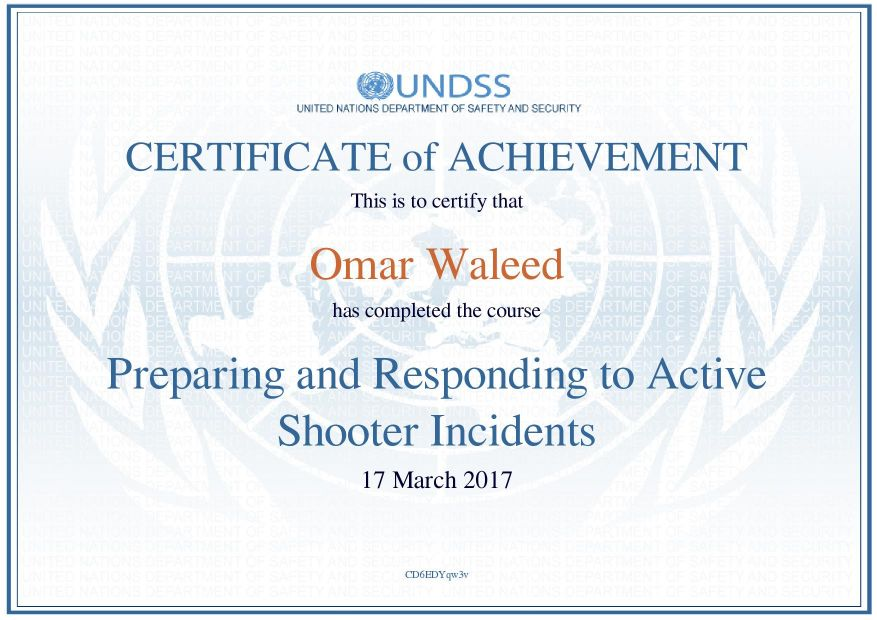 UNDSS
UNITED NATIONS DEPARTMENT OF SAFETY AND SECURITY
CERTIFICATE of ACHIEVEMENT
This is to certify that
Omar Waleed
has completed the course
Preparing and Responding to Active
Shooter Incidents
17 March 2017
CD6EDYqw3v